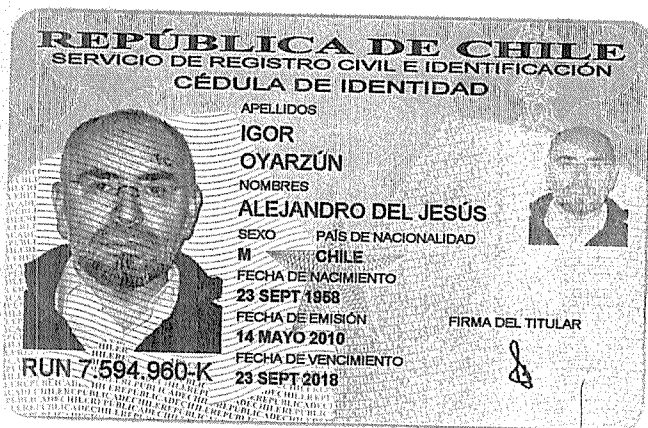 REPÚBLICA DE CHILE
SERVICIO DE REGISTRO CIVIL E IDENTIFICACIÓN
CÉDULA DE IDENTIDAD
APELLIDOS
IGOR
OYARZÚN
NOMBRES
ALEJANDRO DEL JESÚS
SEXO PAÍS DE NACIONALIDAD
M CHILE
FECHA DE NACIMIENTO
23 SEPT 1958
FECHA DE EMISIÓN
14 MAYO 2010
FECHA DE VENCIMIENTO
23 SEPT 2018
FIRMA DEL TITULAR
RUN 7.594.960-K